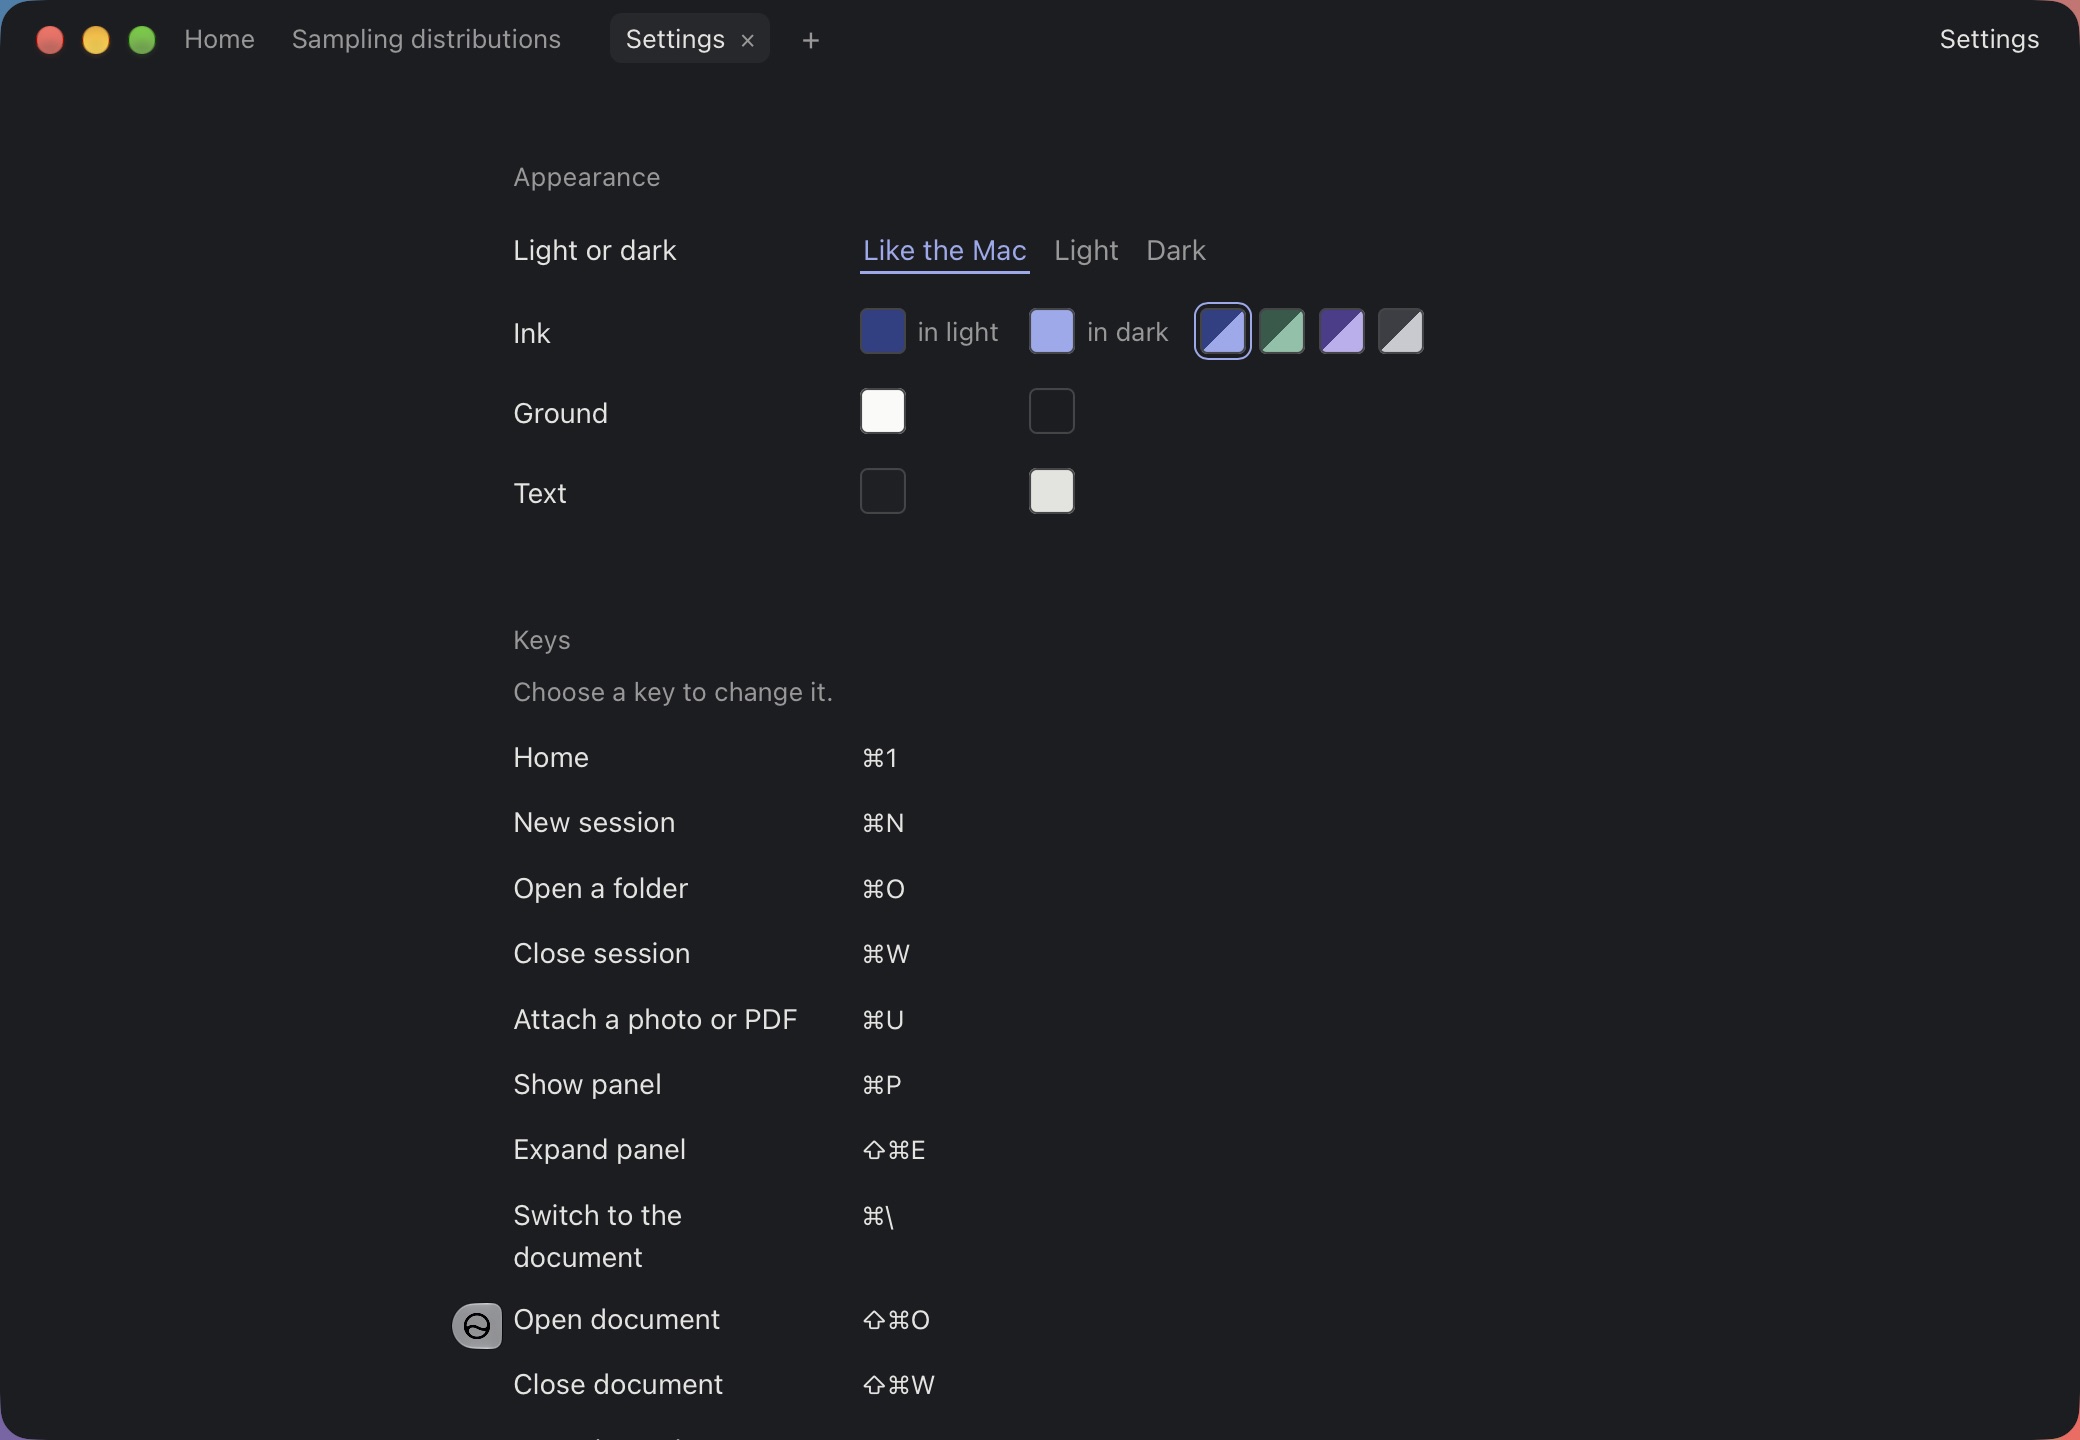 Home Sampling distributions Settings × + Settings
Appearance
Light or dark Like the Mac Light Dark
Ink in light in dark
Ground
Text
Keys
Choose a key to change it.
Home ⌘1
New session ⌘N
Open a folder ⌘O
Close session ⌘W
Attach a photo or PDF ⌘U
Show panel ⌘P
Expand panel ⇧⌘E
Switch to the ⌘\
document
Open document ⇧⌘O
Close document ⇧⌘W